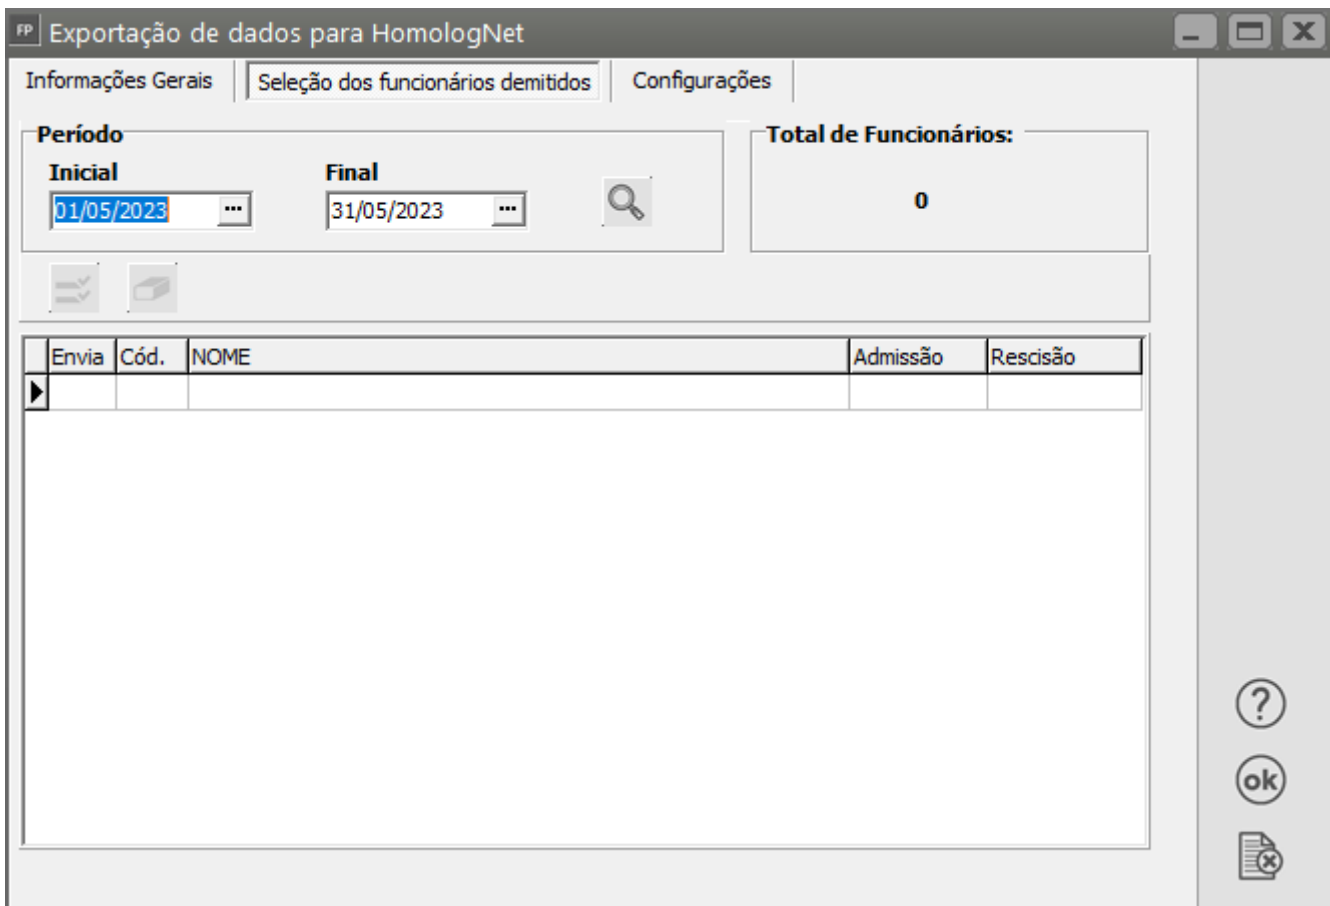 FP Exportação de dados para HomologNet
Informações Gerais Seleção dos funcionários demitidos Configurações
Período
Inicial Final
01/05/2023 ... 31/05/2023 ...
Total de Funcionários:
0
Envia Cód. NOME Admissão Rescisão
?
ok